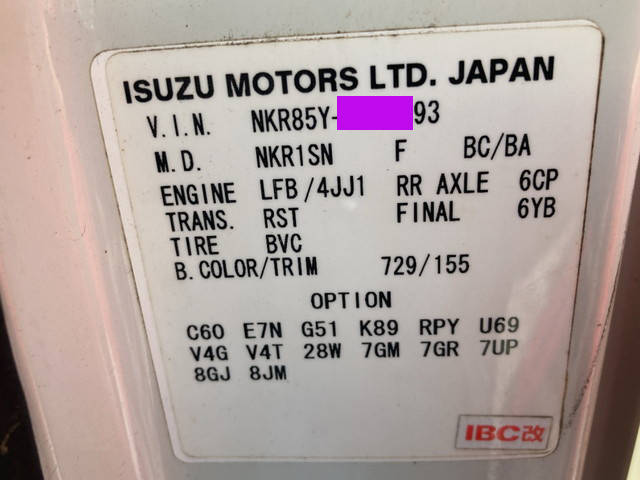 ISUZU MOTORS LTD. JAPAN
V.I.N. NKR85Y- 93
M.D. NKR1SN F BC/BA
ENGINE LFB/4JJ1 RR AXLE 6CP
TRANS. RST FINAL 6YB
TIRE BVC
B.COLOR/TRIM 729/155
OPTION
C60 E7N G51 K89 RPY U69
V4G V4T 28W 7GM 7GR 7UP
8GJ 8JM
IBC改